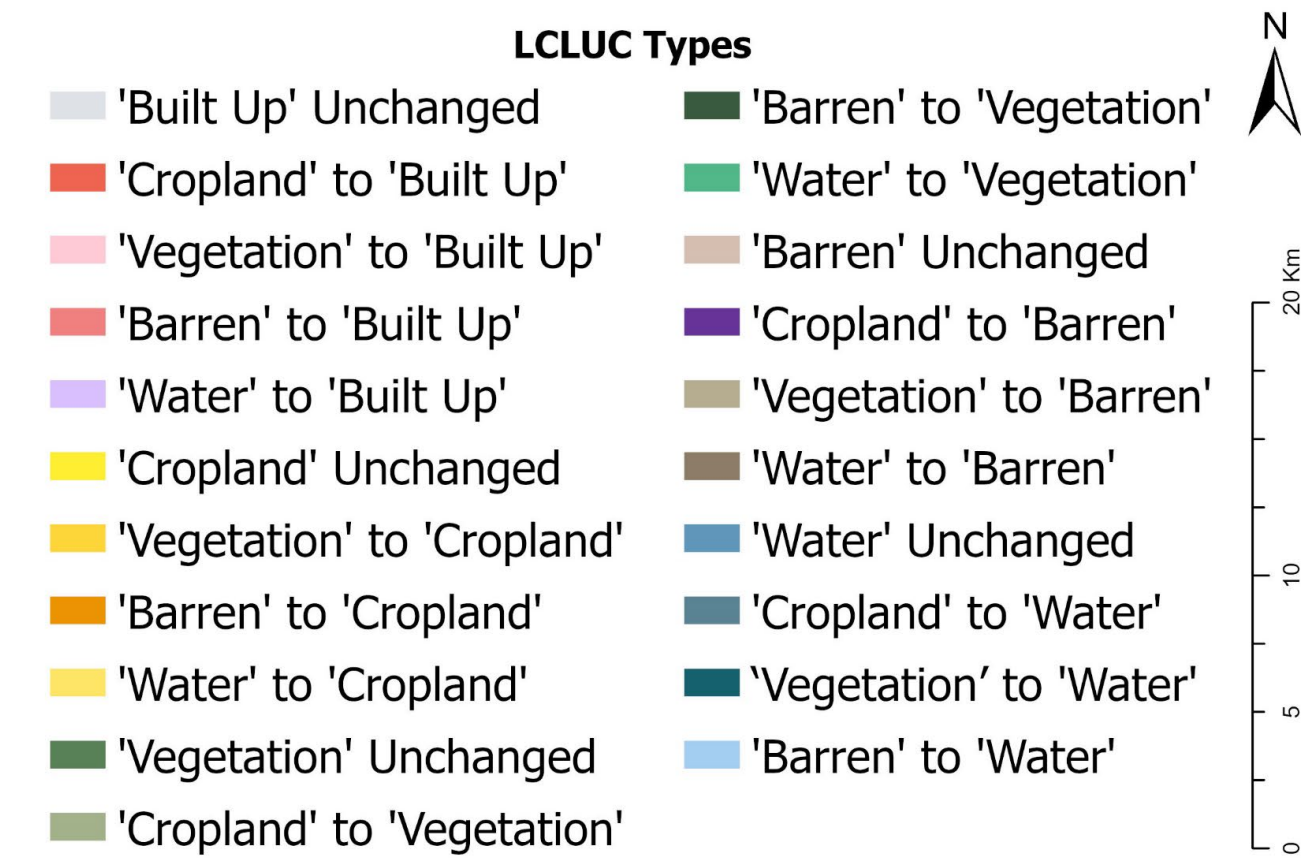 LCLUC Types
'Built Up' Unchanged
'Cropland' to 'Built Up'
'Vegetation' to 'Built Up'
'Barren' to 'Built Up'
'Water' to 'Built Up'
'Cropland' Unchanged
'Vegetation' to 'Cropland'
'Barren' to 'Cropland'
'Water' to 'Cropland'
'Vegetation' Unchanged
'Cropland' to 'Vegetation'
'Barren' to 'Vegetation'
'Water' to 'Vegetation'
'Barren' Unchanged
'Cropland' to 'Barren'
'Vegetation' to 'Barren'
'Water' to 'Barren'
'Water' Unchanged
'Cropland' to 'Water'
‘Vegetation’ to 'Water'
'Barren' to 'Water'
N
20 Km
10
5
0